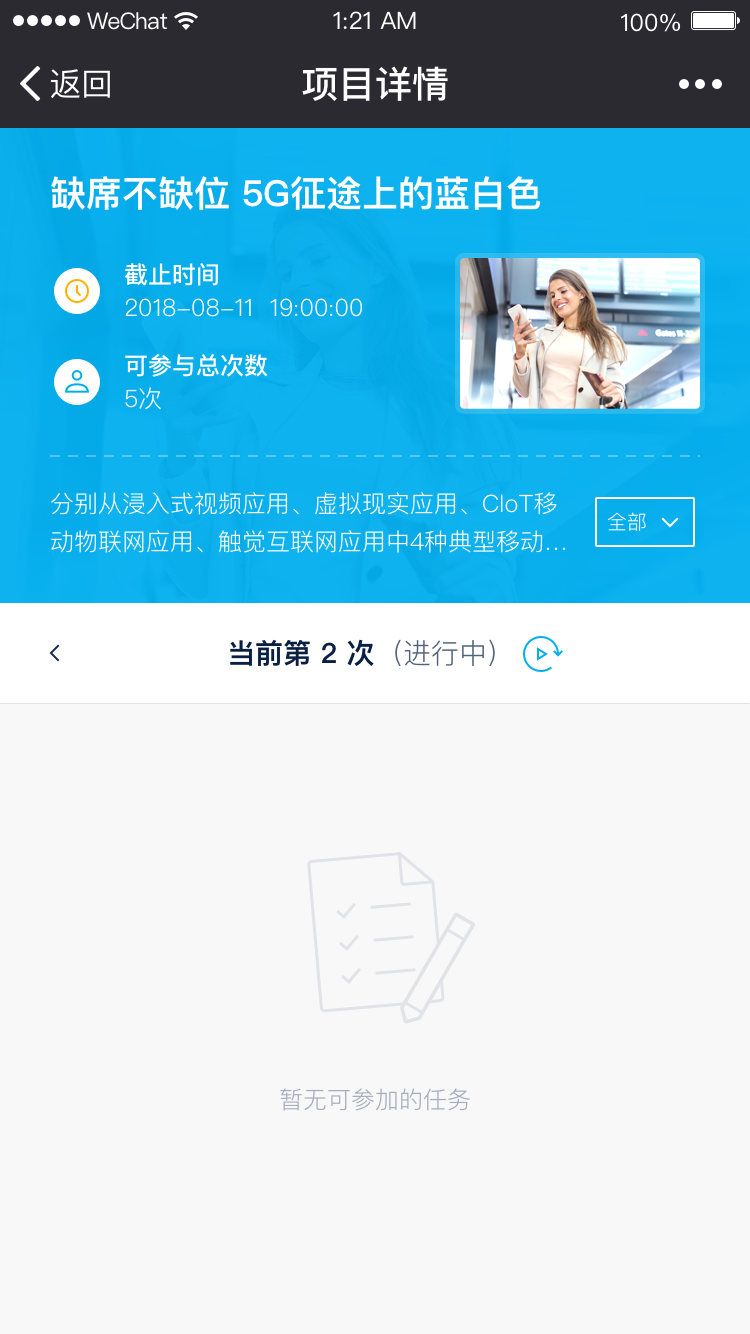 WeChat 1:21 AM 100%
返回 项目详情
缺席不缺位 5G征途上的蓝白色
截止时间
2018-08-11 19:00:00
可参与总次数
5次
分别从浸入式视频应用、虚拟现实应用、CIoT移
动物联网应用、触觉互联网应用中4种典型移动...
全部
当前第 2 次（进行中）
暂无可参加的任务